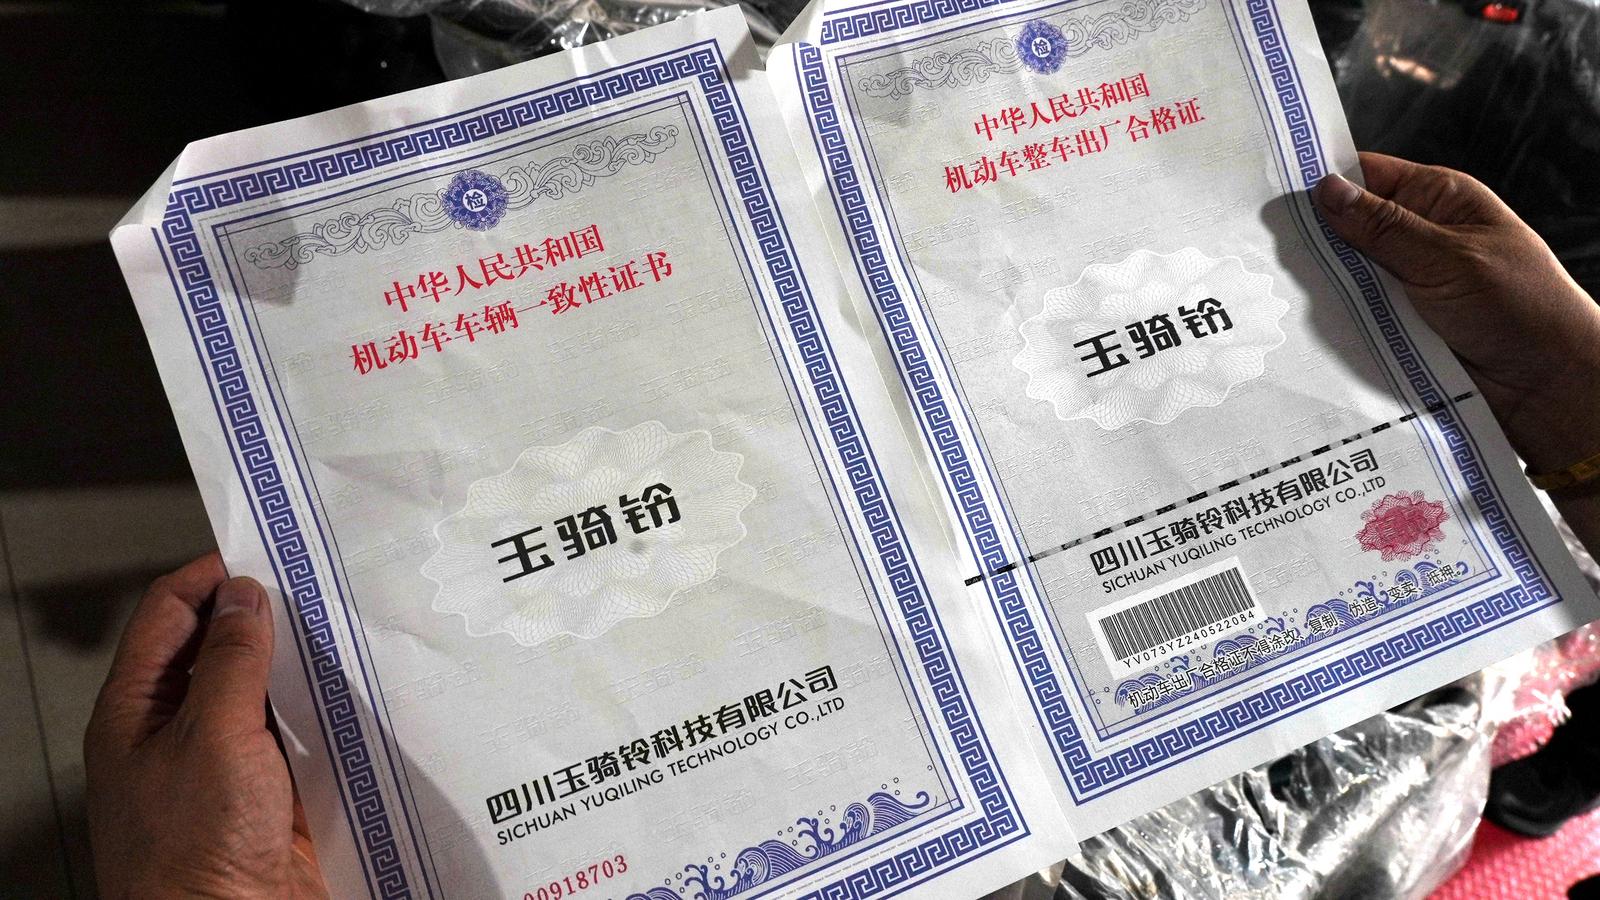 检
中华人民共和国
机动车车辆一致性证书
玉骑铃
四川玉骑铃科技有限公司
SICHUAN YUQILING TECHNOLOGY CO.,LTD
00918703
检
中华人民共和国
机动车整车出厂合格证
玉骑铃
四川玉骑铃科技有限公司
SICHUAN YUQILING TECHNOLOGY CO.,LTD
YV073YZ240522084
机动车出厂合格证不得涂改、复制、伪造、变卖、抵押。